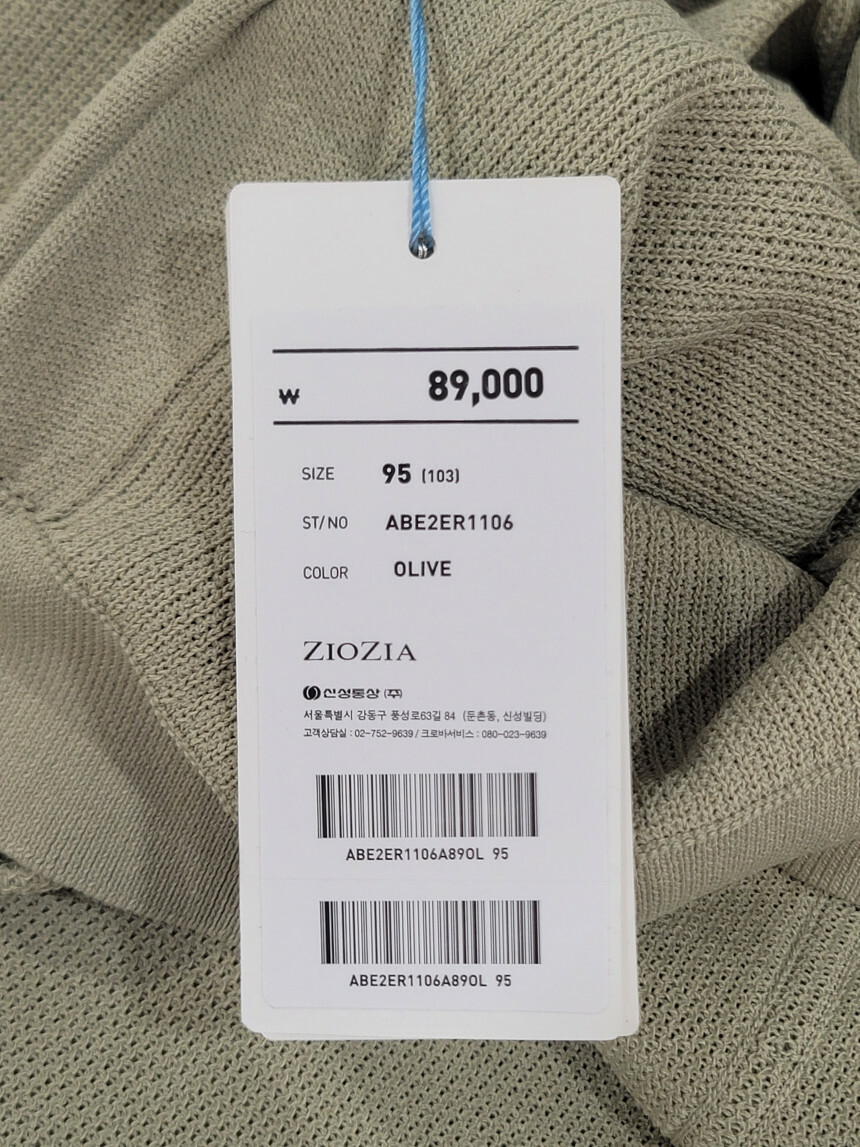 ₩ 89,000
SIZE 95 (103)
ST/NO ABE2ER1106
COLOR OLIVE
ZIOZIA
신성통상 (주)
서울특별시 강동구 풍성로63길 84 (둔촌동, 신성빌딩)
고객상담실 : 02-752-9639 / 크로바서비스 : 080-023-9639
ABE2ER1106A89OL 95
ABE2ER1106A89OL 95